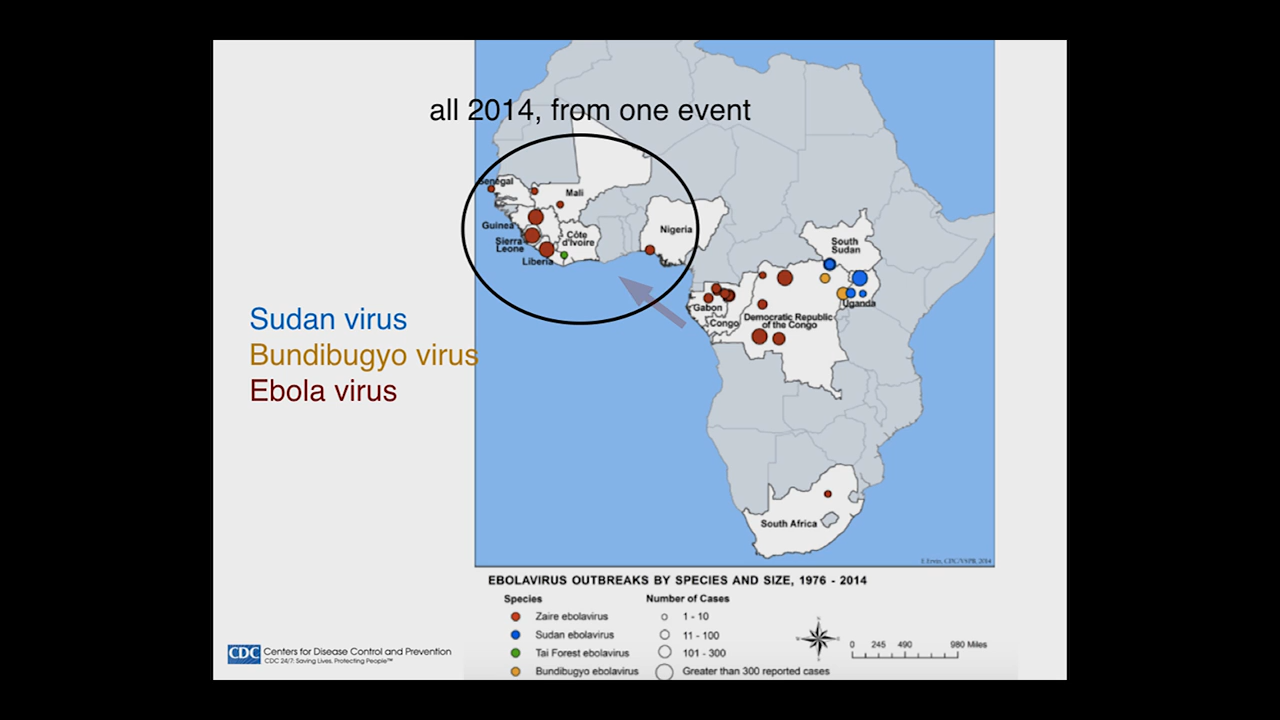 all 2014, from one event
Senegal
Mali
Guinea
Sierra
Leone
Côte
d'Ivoire
Liberia
Nigeria
South
Sudan
Uganda
Gabon
Congo
Democratic Republic
of the Congo
South Africa
Sudan virus
Bundibugyo virus
Ebola virus
EBOLAVIRUS OUTBREAKS BY SPECIES AND SIZE, 1976 - 2014
Species
Number of Cases
Zaire ebolavirus
1 - 10
Sudan ebolavirus
11 - 100
Tai Forest ebolavirus
101 - 300
Bundibugyo ebolavirus
Greater than 300 reported cases
0 245 490 980 Miles
CDC
Centers for Disease Control and Prevention
CDC 24/7: Saving Lives. Protecting People™